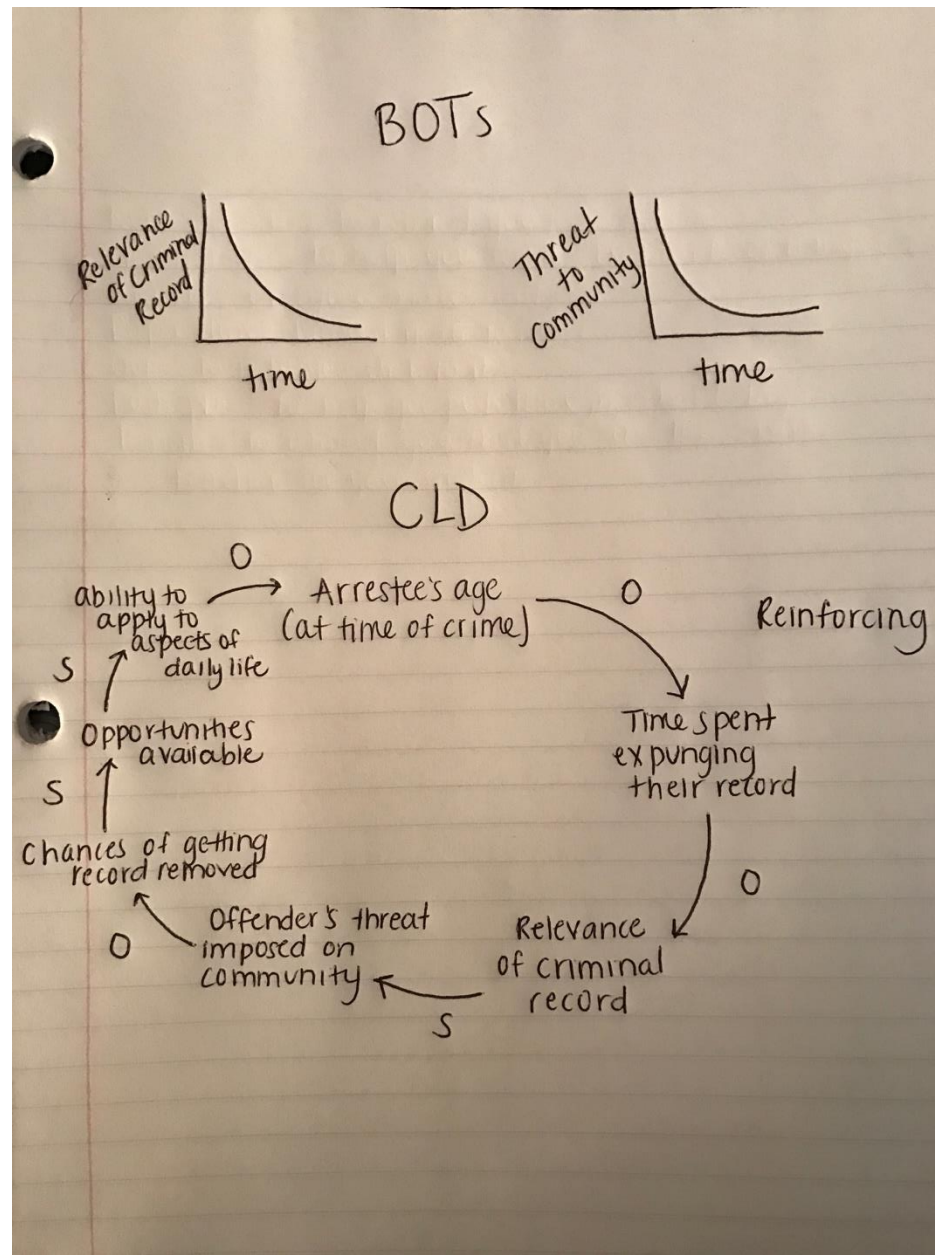 BOTs
Relevance
of Criminal
Record
time
Threat
to
Community
time
CLD
O
ability to
apply to
aspects of
daily life
Arrestee's age
(at time of crime)
O
Reinforcing
S
Opportunities
available
Time spent
expunging
their record
S
Chances of getting
record removed
O
O
Offender's threat
imposed on
community
Relevance
of criminal
record
S